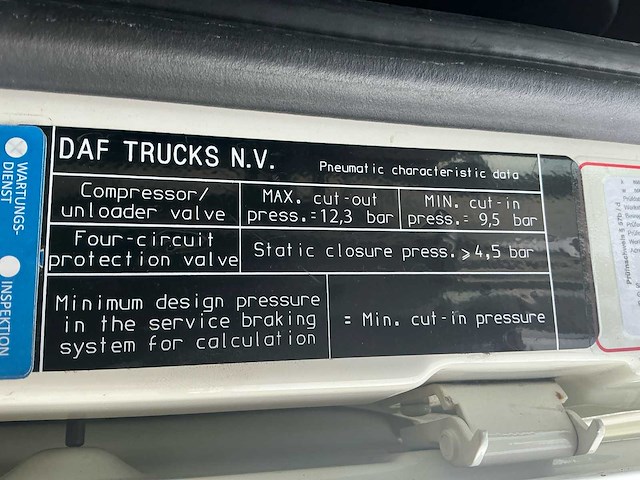 DAF TRUCKS N.V.
Pneumatic characteristic data
Compressor/
unloader valve
MAX. cut-out
press.=12,3 bar
MIN. cut-in
press.= 9,5 bar
Four-circuit
protection valve
Static closure press.⩾4,5 bar
Minimum design pressure
in the service braking
system for calculation
= Min. cut-in pressure
WARTUNGS-
DIENST
INSPEKTION